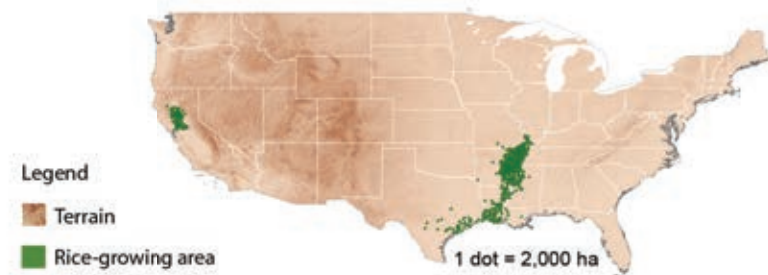 Legend
Terrain
Rice-growing area
1 dot = 2,000 ha